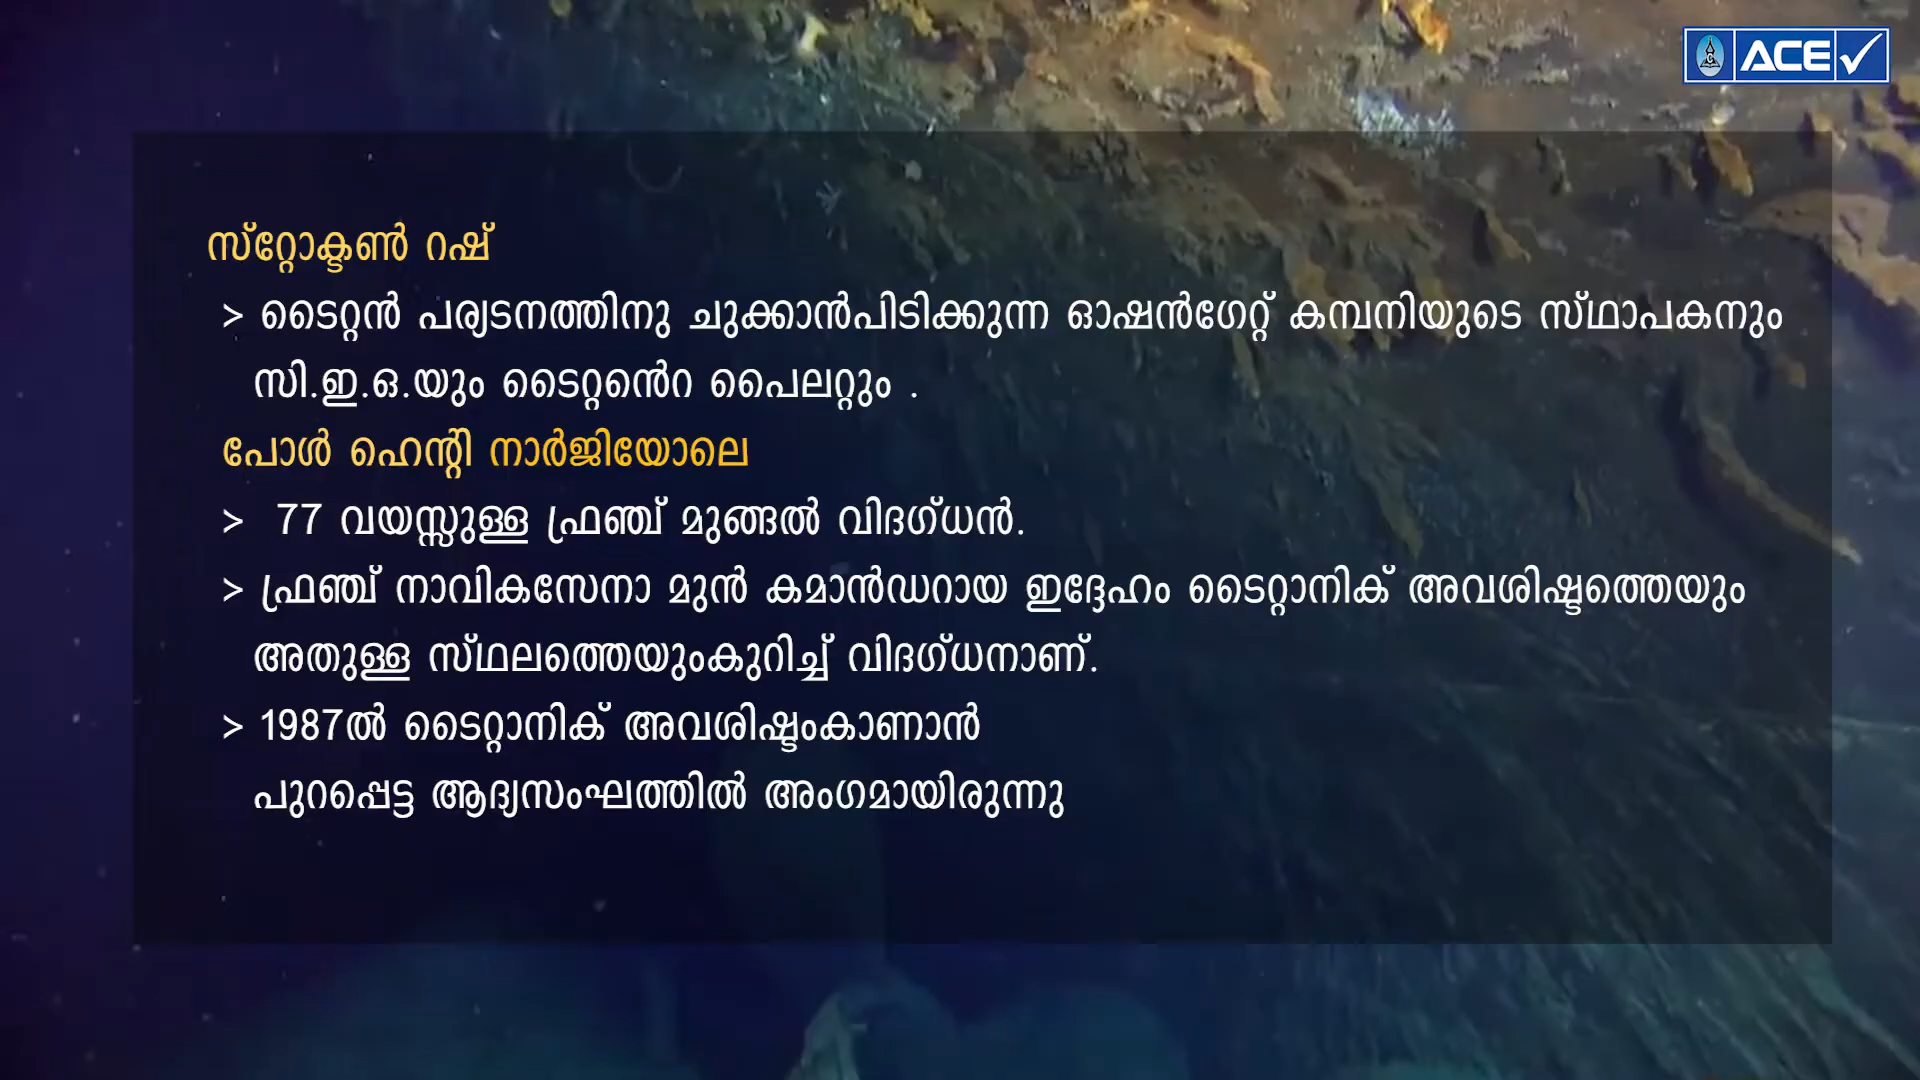 ACE
സ്റ്റോക്ടൺ റഷ്
> ടൈറ്റൻ പര്യടനത്തിനു ചുക്കാൻപിടിക്കുന്ന ഓഷൻഗേറ്റ് കമ്പനിയുടെ സ്ഥാപകനും
സി.ഇ.ഒ.യും ടൈറ്റന്റെ പൈലറ്റും .
പോൾ ഹെന്റി നാർജിയോലെ
> 77 വയസ്സുള്ള ഫ്രഞ്ച് മുങ്ങൽ വിദഗ്ധൻ.
> ഫ്രഞ്ച് നാവികസേനാ മുൻ കമാൻഡറായ ഇദ്ദേഹം ടൈറ്റാനിക് അവശിഷ്ടത്തെയും
അതുള്ള സ്ഥലത്തെയുംകുറിച്ച് വിദഗ്ധനാണ്.
> 1987ൽ ടൈറ്റാനിക് അവശിഷ്ടംകാണാൻ
പുറപ്പെട്ട ആദ്യസംഘത്തിൽ അംഗമായിരുന്നു